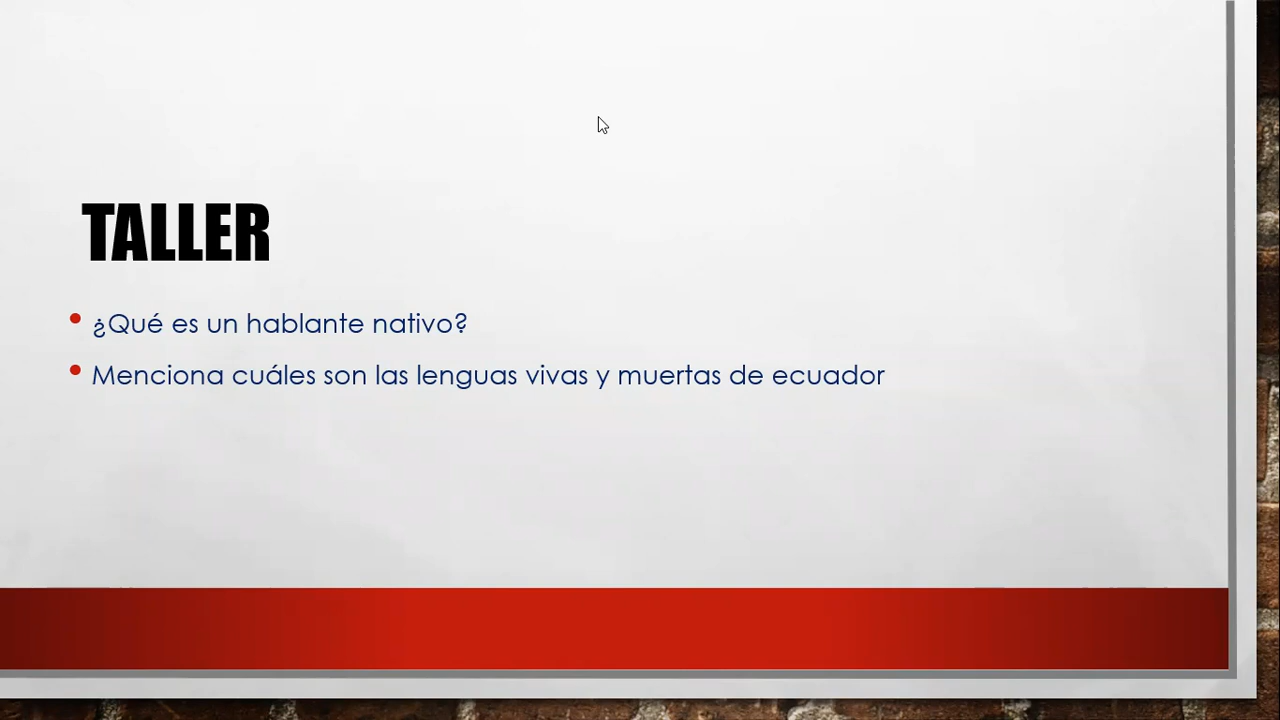 TALLER
• ¿Qué es un hablante nativo?
• Menciona cuáles son las lenguas vivas y muertas de ecuador